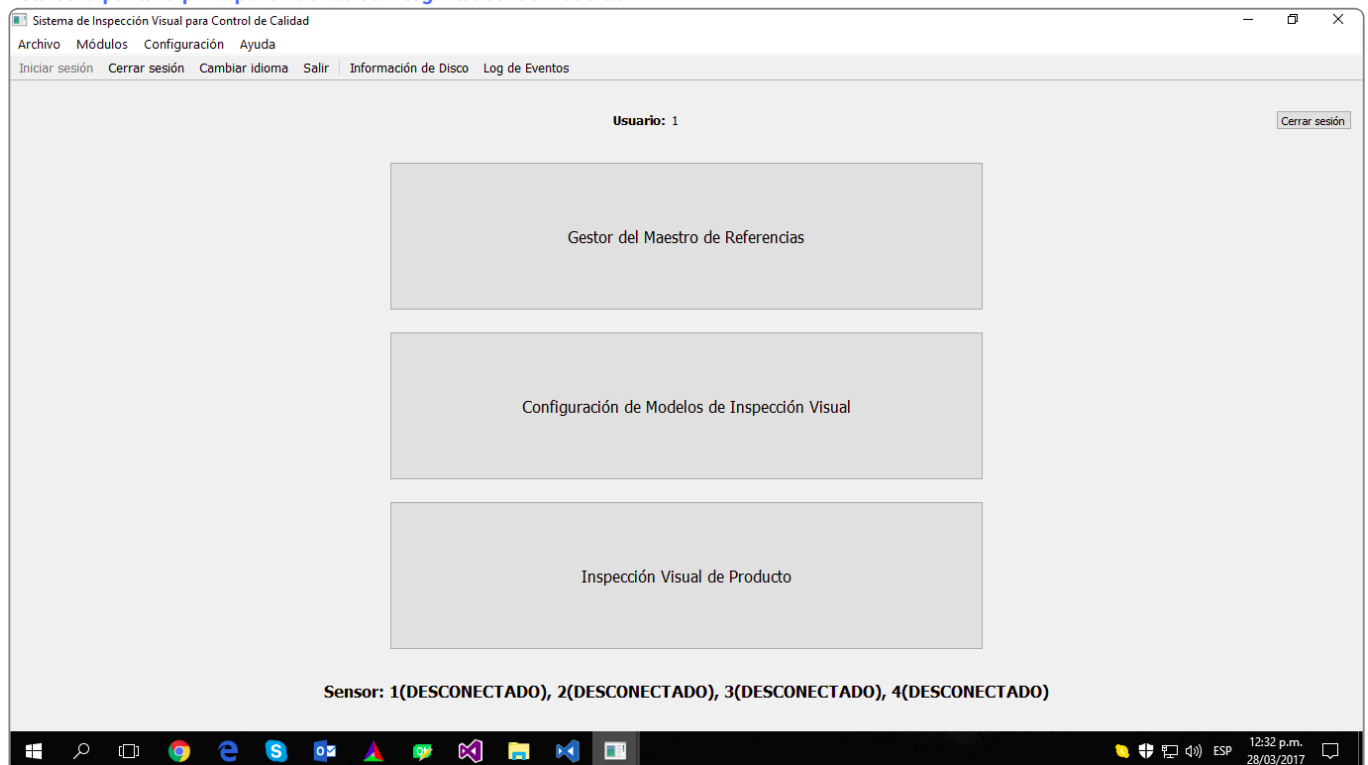 Sistema de Inspección Visual para Control de Calidad
Archivo Módulos Configuración Ayuda
Iniciar sesión Cerrar sesión Cambiar idioma Salir Información de Disco Log de Eventos
Usuario: 1 Cerrar sesión
Gestor del Maestro de Referencias
Configuración de Modelos de Inspección Visual
Inspección Visual de Producto
Sensor: 1(DESCONECTADO), 2(DESCONECTADO), 3(DESCONECTADO), 4(DESCONECTADO)
ESP 12:32 p.m.
28/03/2017